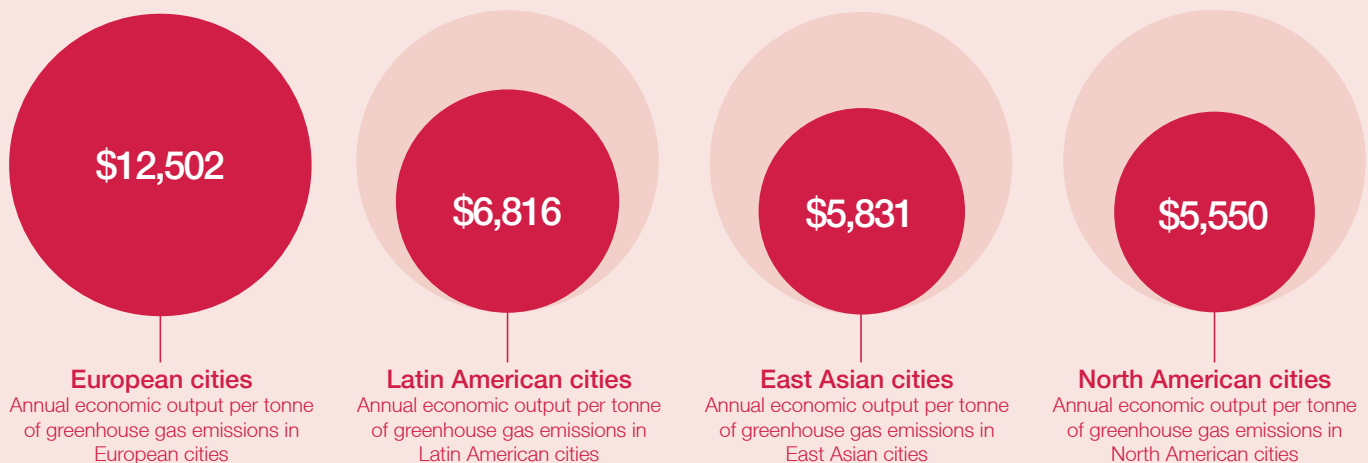 $12,502
$6,816
$5,831
$5,550
European cities
Annual economic output per tonne
of greenhouse gas emissions in
European cities
Latin American cities
Annual economic output per tonne
of greenhouse gas emissions in
Latin American cities
East Asian cities
Annual economic output per tonne
of greenhouse gas emissions in
East Asian cities
North American cities
Annual economic output per tonne
of greenhouse gas emissions in
North American cities